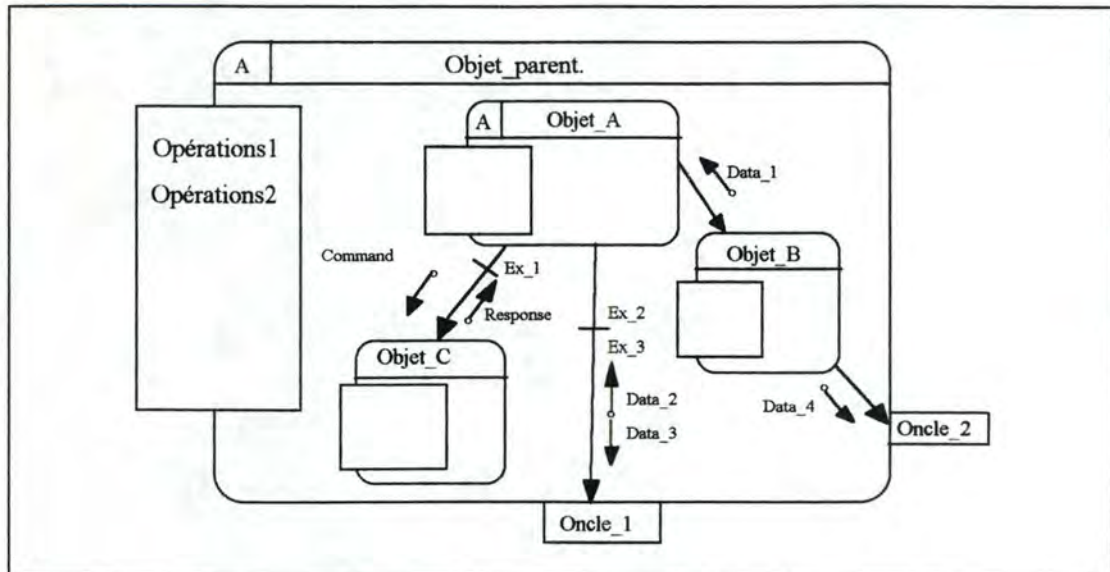 A
Objet_parent.
Opérations1
Opérations2
A
Objet_A
Data_1
Objet_B
Command
Ex_1
Response
Objet_C
Ex_2
Ex_3
Data_2
Data_3
Data_4
Oncle_2
Oncle_1